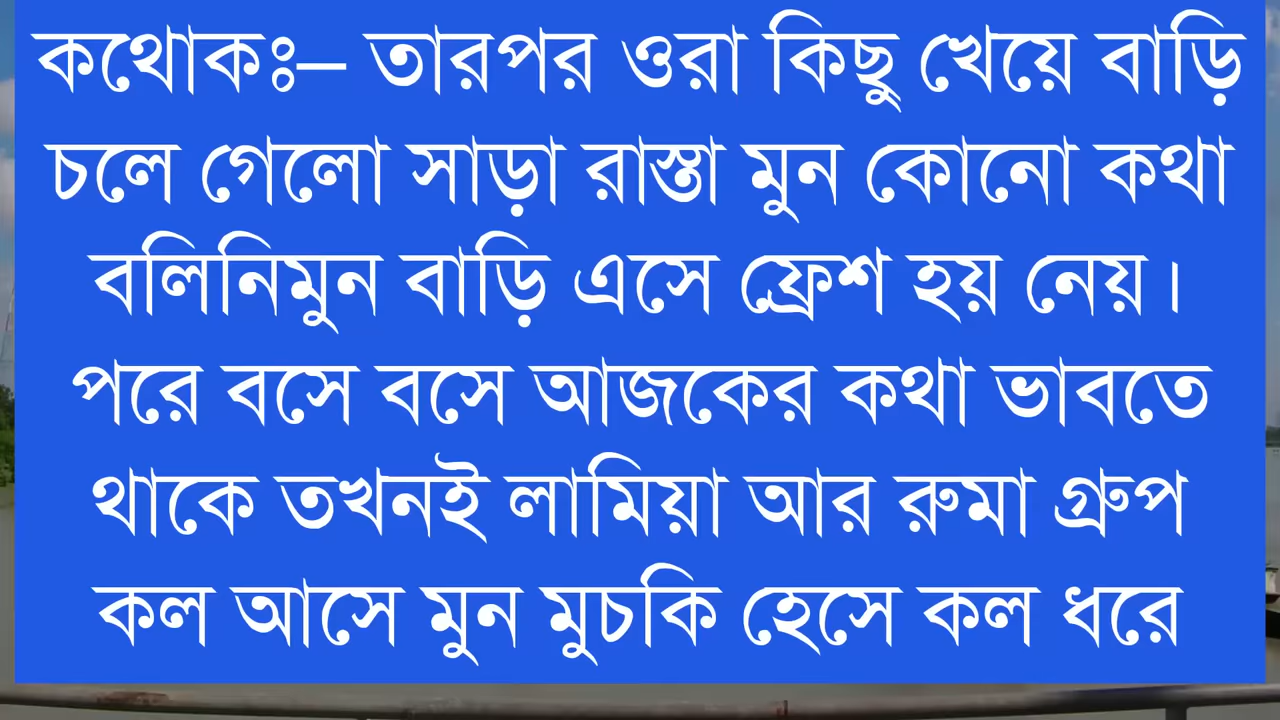 কথোকঃ– তারপর ওরা কিছু খেয়ে বাড়ি
চলে গেলো সাড়া রাস্তা মুন কোনো কথা
বলিনিমুন বাড়ি এসে ফ্রেশ হয় নেয়।
পরে বসে বসে আজকের কথা ভাবতে
থাকে তখনই লামিয়া আর রুমা গ্রুপ
কল আসে মুন মুচকি হেসে কল ধরে